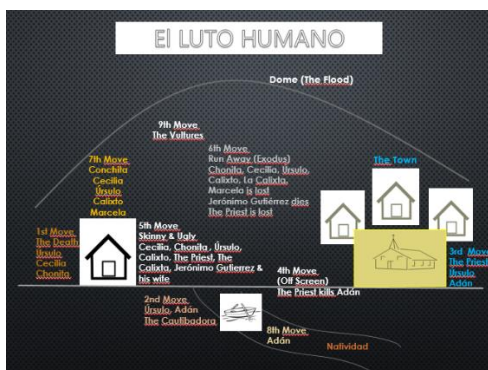 El LUTO HUMANO
Dome (The Flood)
9th Move
The Vultures
6th Move
Run Away (Exodus)
Chonita, Cecilia, Úrsulo,
Calixto, La Calixta,
Marcela is lost
Jerónimo Gutiérrez dies
The Priest is lost
The Town
7th Move
Conchita
Cecilia
Úrsulo
Calixto
Marcela
1st Move
The Death
Úrsulo
Cecilia
Chonita
5th Move
Skinny & Ugly
Cecilia, Chonita, Úrsulo,
Calixto, The Priest, The
Calixta, Jerónimo Gutierrez &
his wife
4th Move
(Off Screen)
The Priest kills Adán
3rd Move
The Priest
Úrsulo
Adán
2nd Move
Úrsulo, Adán
The Cautibadora
8th Move
Adán
Natividad